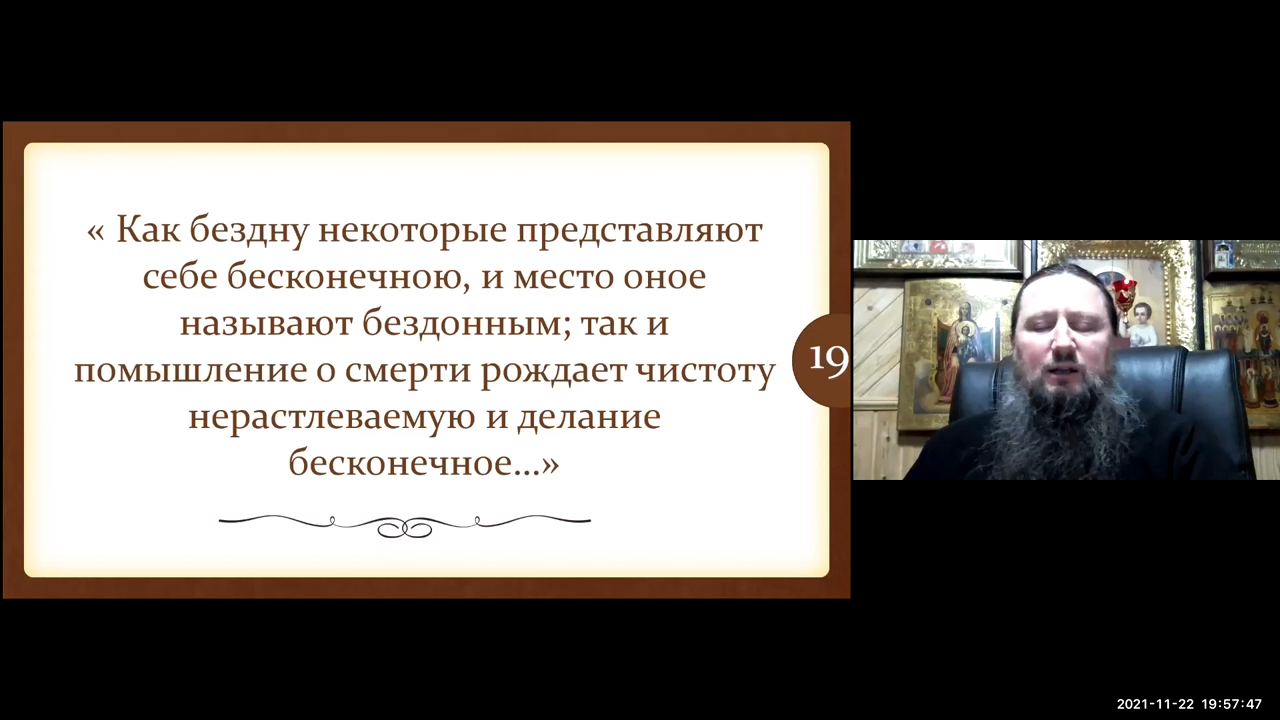 « Как бездну некоторые представляют
себе бесконечною, и место оное
называют бездонным; так и
помышление о смерти рождает чистоту
нерастлеваемую и делание
бесконечное...»
19
2021-11-22 19:57:47